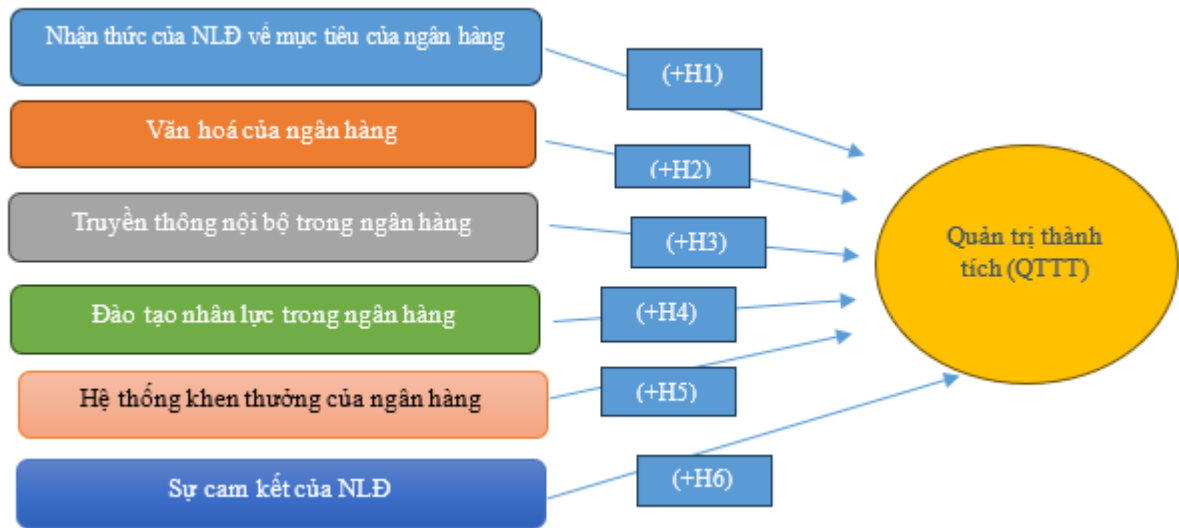 Nhận thức của NLĐ về mục tiêu của ngân hàng
(+H1)
Văn hoá của ngân hàng
(+H2)
Truyền thông nội bộ trong ngân hàng
(+H3)
Quản trị thành
tích (QTTT)
Đào tạo nhân lực trong ngân hàng
(+H4)
Hệ thống khen thưởng của ngân hàng
(+H5)
Sự cam kết của NLĐ
(+H6)